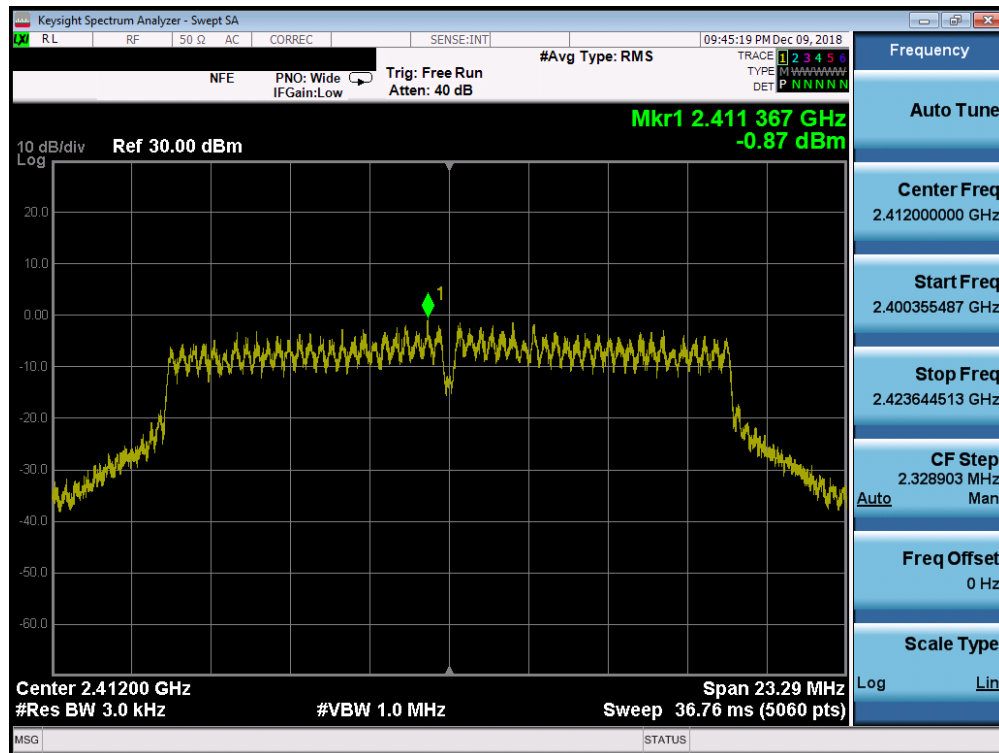 Keysight Spectrum Analyzer - Swept SA
LXI RL RF 50 Ω AC CORREC SENSE:INT 09:45:19 PM Dec 09, 2018
NFE PNO: Wide Trig: Free Run #Avg Type: RMS TRACE 1 2 3 4 5 6
IFGain:Low Atten: 40 dB TYPE M WWWWW
DET P N N N N N
Mkr1 2.411 367 GHz
-0.87 dBm
10 dB/div Ref 30.00 dBm
Log
20.0
10.0
0.00
-10.0
-20.0
-30.0
-40.0
-50.0
-60.0
1
Center 2.41200 GHz Span 23.29 MHz
#Res BW 3.0 kHz #VBW 1.0 MHz Sweep 36.76 ms (5060 pts)
MSG STATUS
Frequency
Auto Tune
Center Freq
2.412000000 GHz
Start Freq
2.400355487 GHz
Stop Freq
2.423644513 GHz
CF Step
2.328903 MHz
Auto Man
Freq Offset
0 Hz
Scale Type
Log Lin